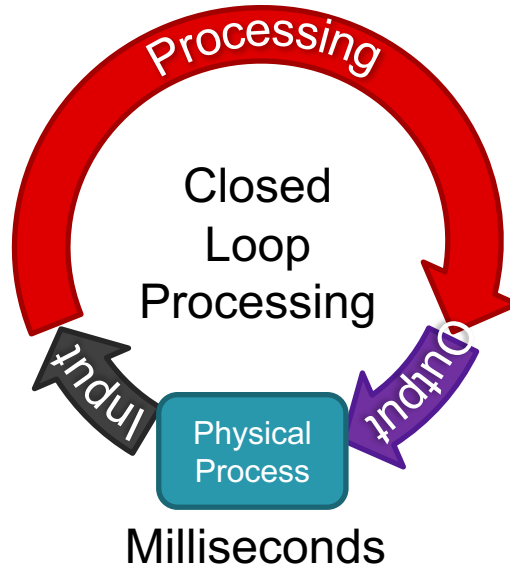 Processing
Closed
Loop
Processing
Input
Output
Physical
Process
Milliseconds